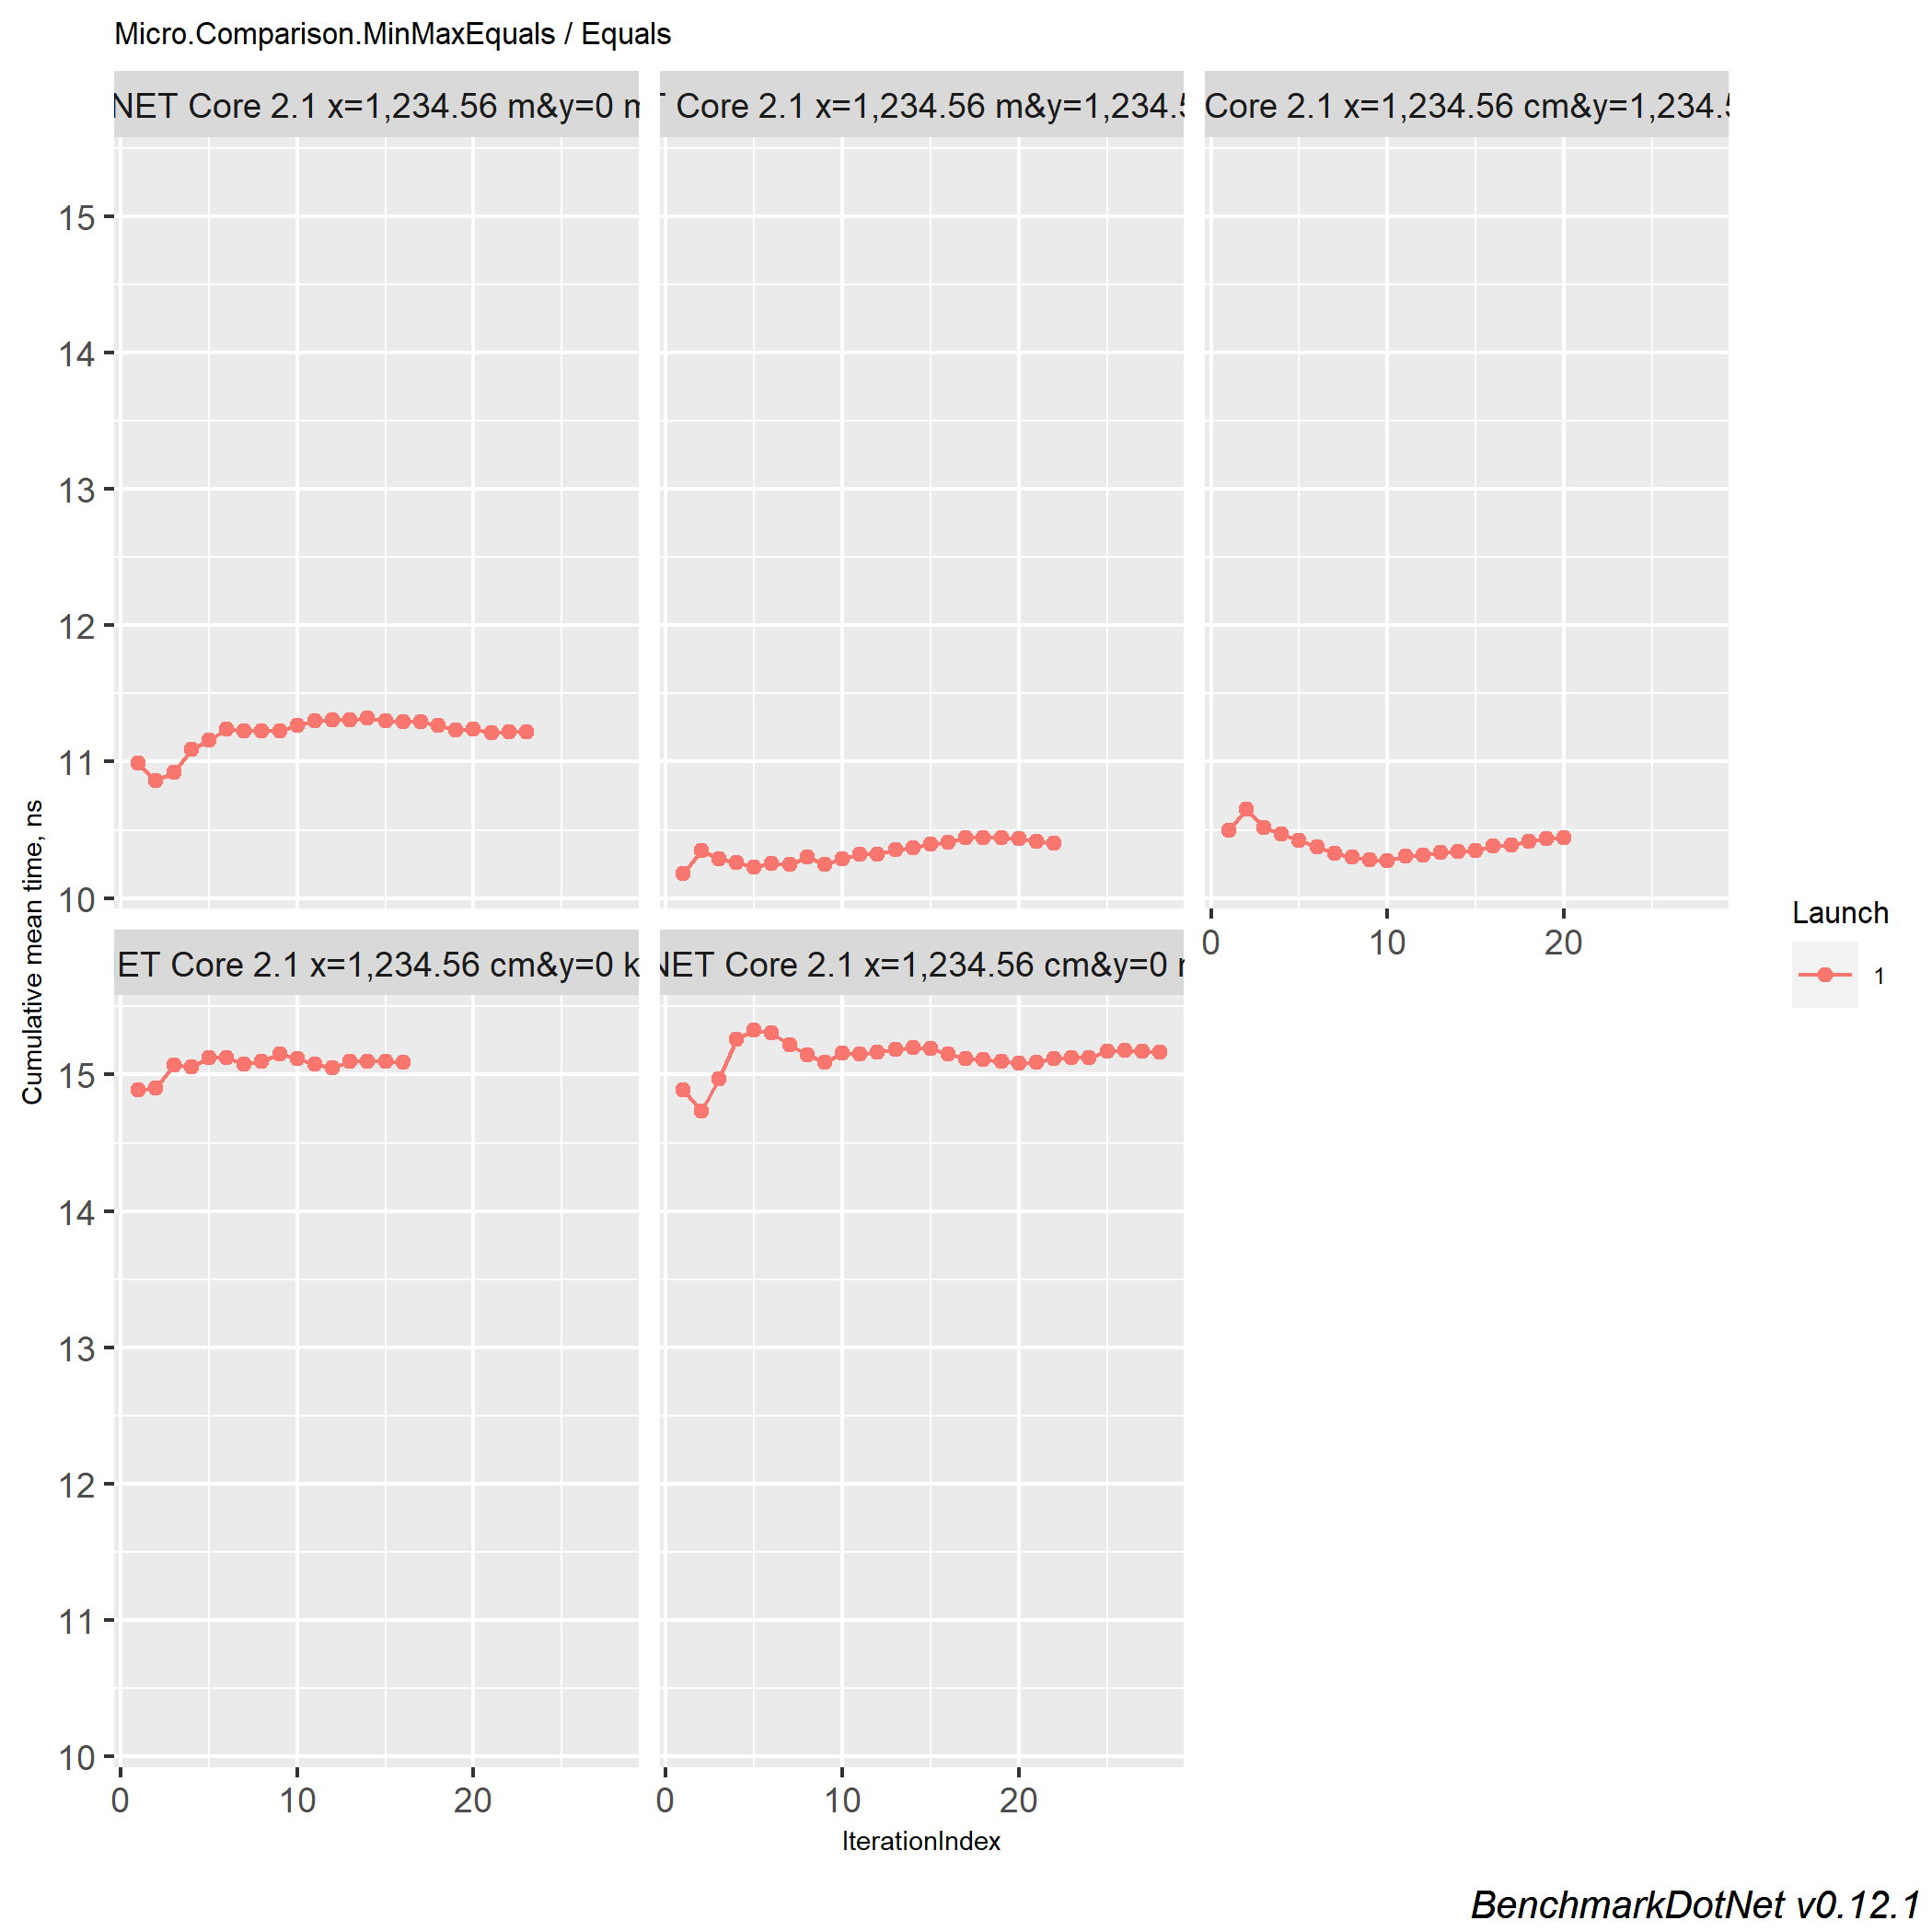 Micro.Comparison.MinMaxEquals / Equals
NET Core 2.1 x=1,234.56 m&y=0
Core 2.1 x=1,234.56 m&y=1,234.5
Core 2.1 x=1,234.56 cm&y=1,234.5
15
14
13
12
11
10
Cumulative mean time, ns
0 10 20
Launch
1
ET Core 2.1 x=1,234.56 cm&y=0 k
NET Core 2.1 x=1,234.56 cm&y=0
15
14
13
12
11
10
0 10 20
0 10 20
IterationIndex
BenchmarkDotNet v0.12.1